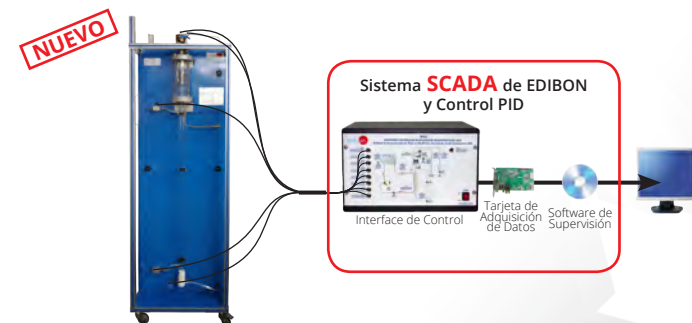 NUEVO
Sistema SCADA de EDIBON
y Control PID
Interface de Control
Tarjeta de
Adquisición
de Datos
Software de
Supervisión